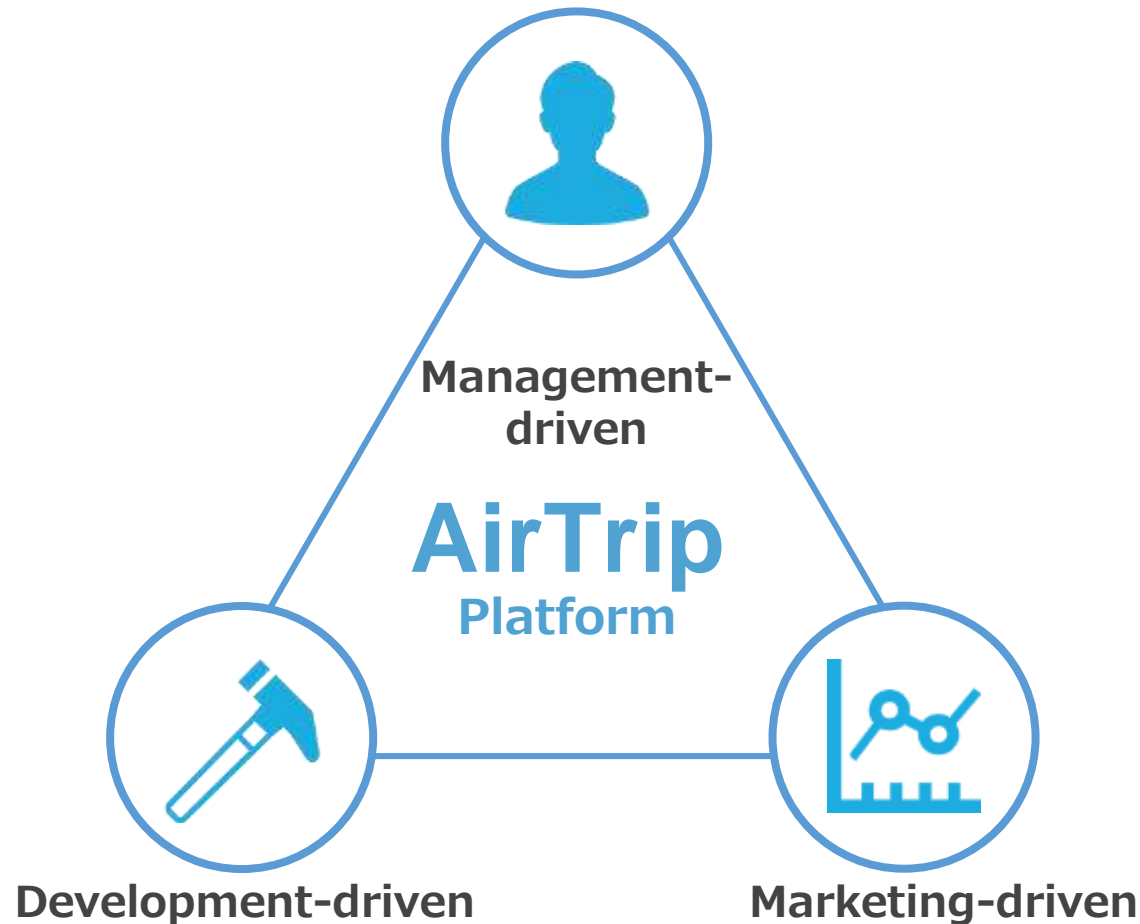 Management-
driven
AirTrip
Platform
Development-driven
Marketing-driven